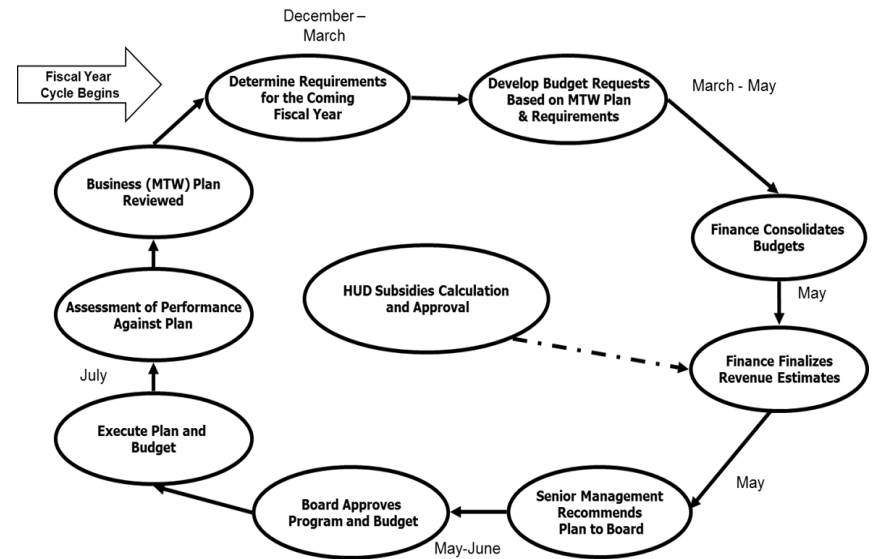 December –
March
Fiscal Year
Cycle Begins
Determine Requirements
for the Coming
Fiscal Year
Develop Budget Requests
Based on MTW Plan
& Requirements
March - May
Business (MTW) Plan
Reviewed
Finance Consolidates
Budgets
HUD Subsidies Calculation
and Approval
May
Assessment of Performance
Against Plan
Finance Finalizes
Revenue Estimates
July
Execute Plan and
Budget
May
Senior Management
Recommends
Plan to Board
Board Approves
Program and Budget
May-June